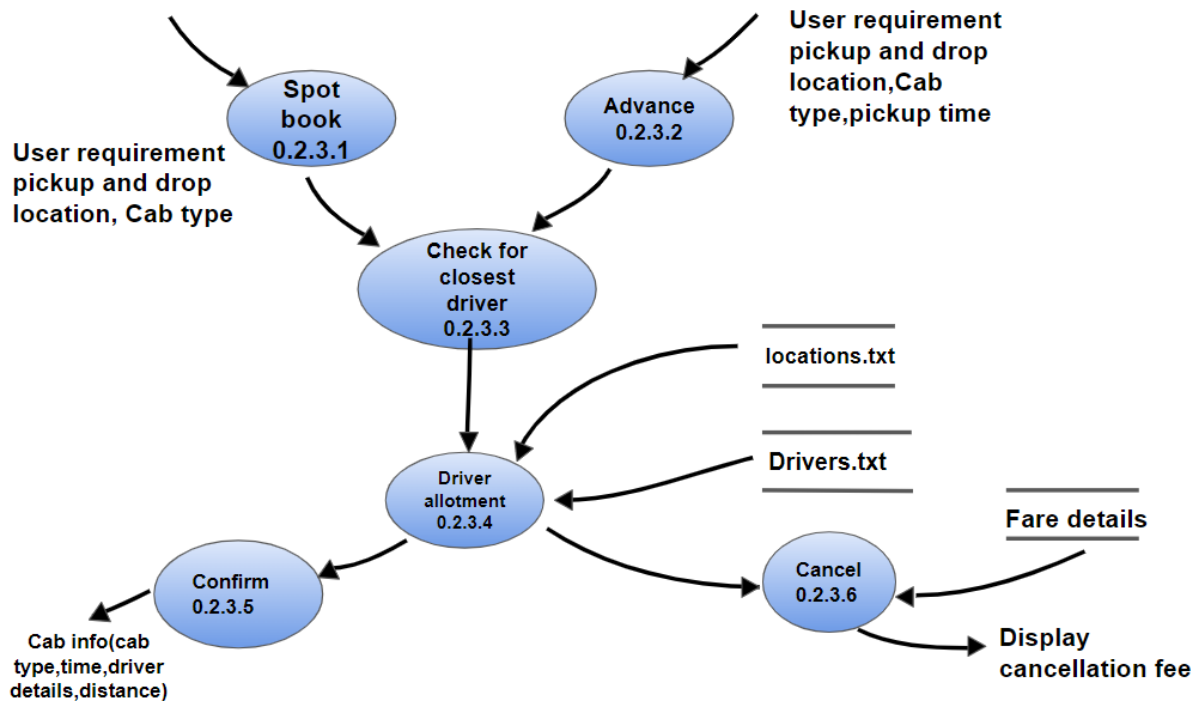 User requirement
pickup and drop
location,Cab
type,pickup time
Spot
book
0.2.3.1
Advance
0.2.3.2
User requirement
pickup and drop
location, Cab type
Check for
closest
driver
0.2.3.3
locations.txt
Drivers.txt
Driver
allotment
0.2.3.4
Fare details
Confirm
0.2.3.5
Cancel
0.2.3.6
Cab info(cab
type,time,driver
details,distance)
Display
cancellation fee